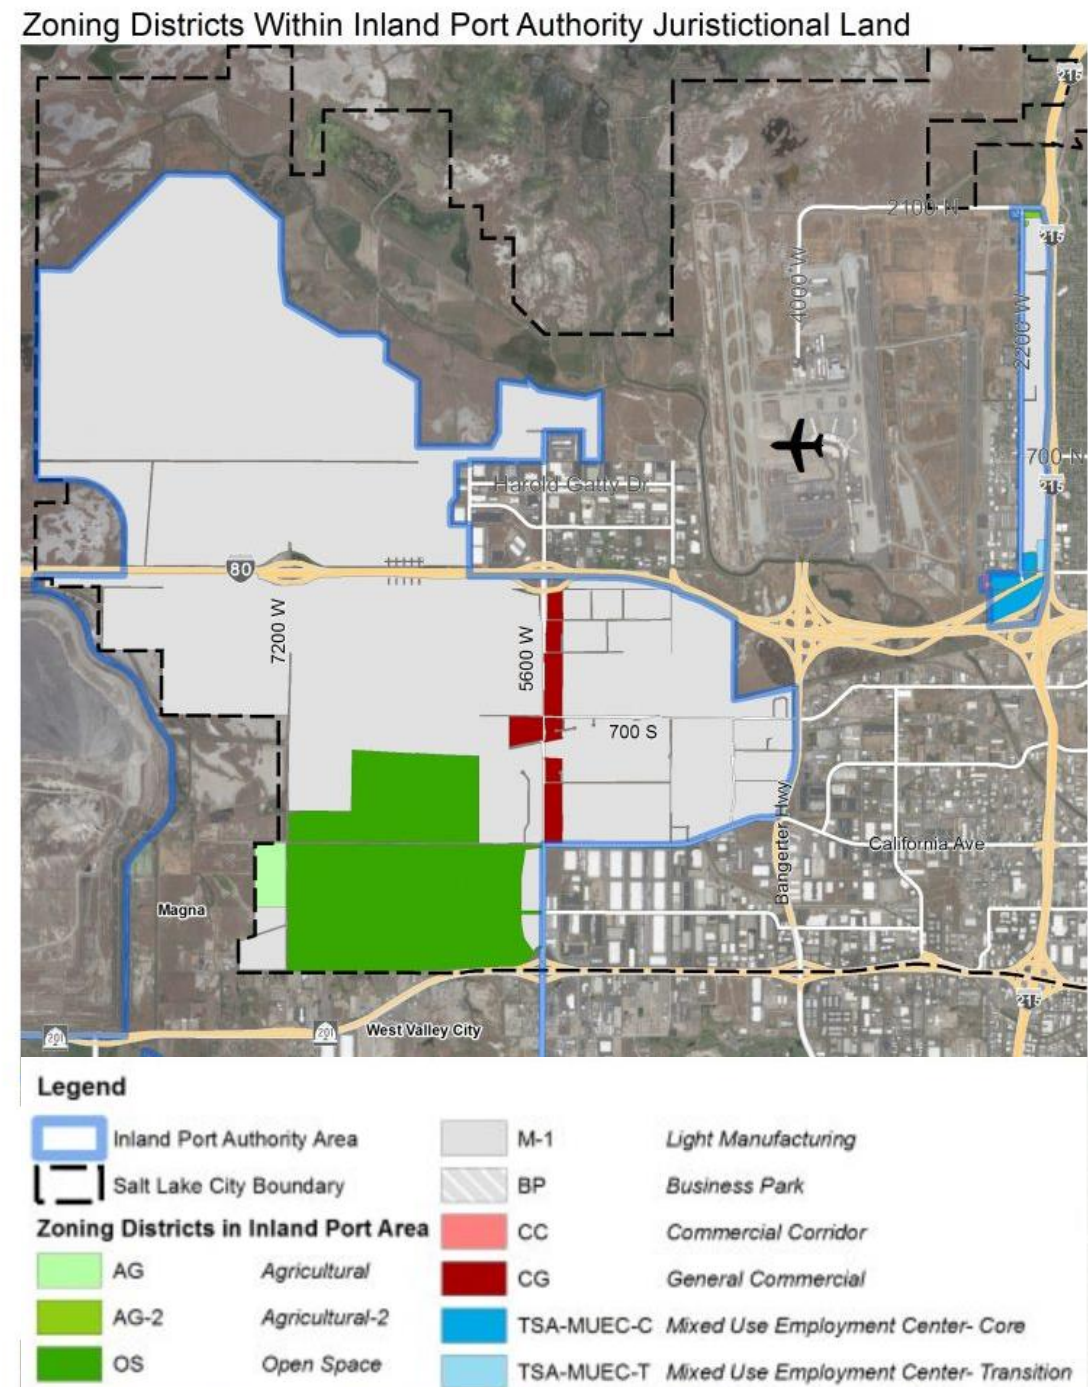 Zoning Districts Within Inland Port Authority Juristictional Land
215
2100 N
215
4000 W
2200 W
700 N
Harold Gatty Dr
215
80
7200 W
5600 W
700 S
Bangerter Hwy
California Ave
Magna
215
201
201
West Valley City
Legend
Inland Port Authority Area
Salt Lake City Boundary
Zoning Districts in Inland Port Area
AG Agricultural
AG-2 Agricultural-2
OS Open Space
M-1 Light Manufacturing
BP Business Park
CC Commercial Corridor
CG General Commercial
TSA-MUEC-C Mixed Use Employment Center- Core
TSA-MUEC-T Mixed Use Employment Center- Transition